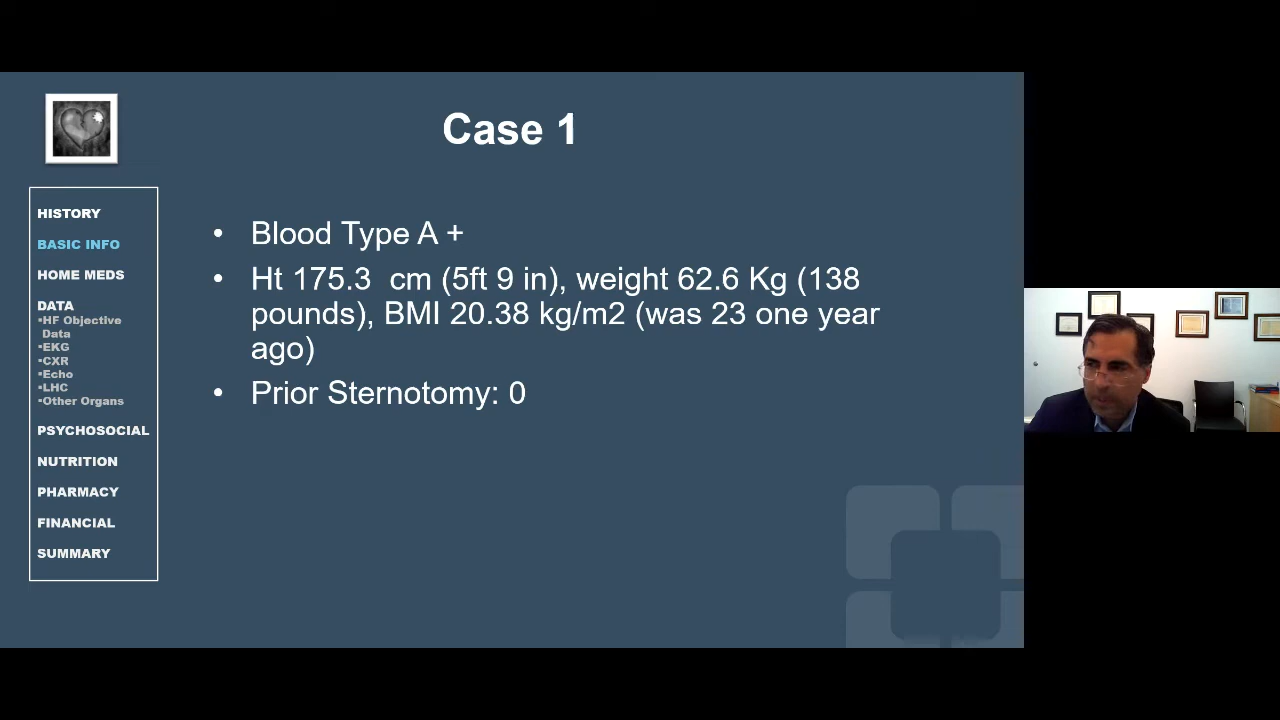 Case 1
HISTORY
BASIC INFO
HOME MEDS
DATA
▪HF Objective
Data
▪EKG
▪CXR
▪Echo
▪LHC
▪Other Organs
PSYCHOSOCIAL
NUTRITION
PHARMACY
FINANCIAL
SUMMARY
• Blood Type A +
• Ht 175.3  cm (5ft 9 in), weight 62.6 Kg (138
pounds), BMI 20.38 kg/m2 (was 23 one year
ago)
• Prior Sternotomy: 0